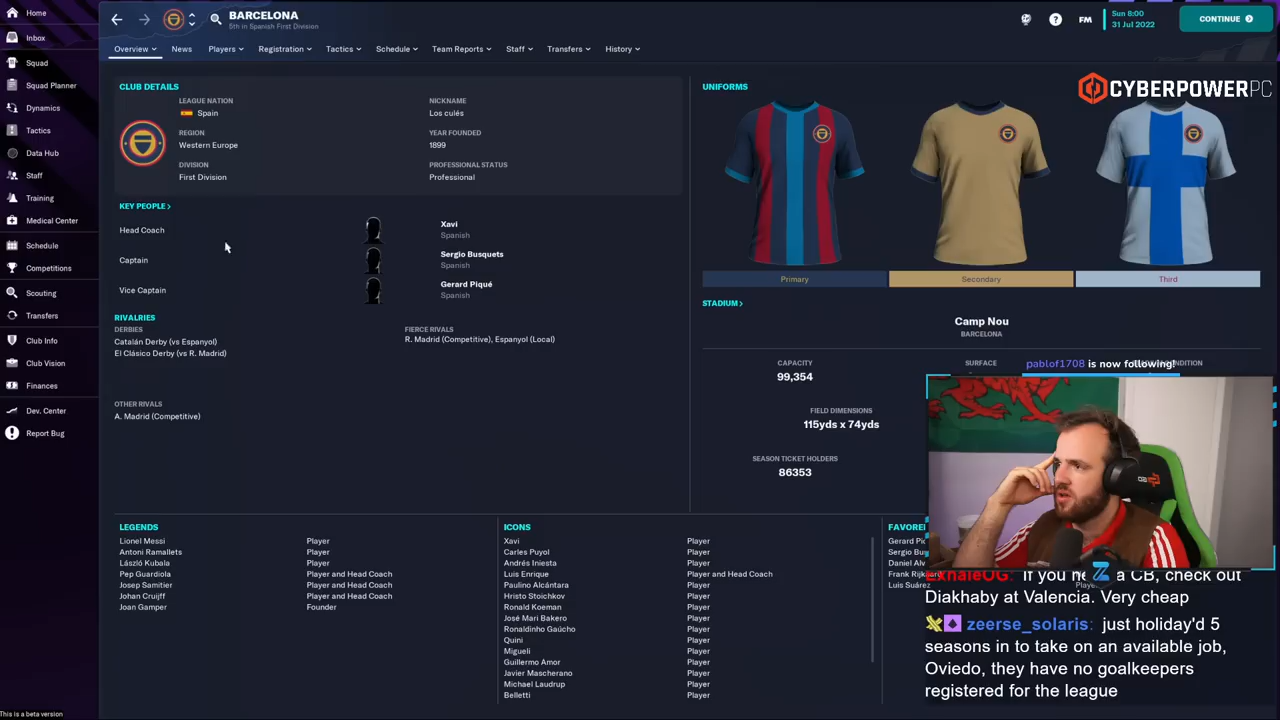 Home
Inbox
Squad
Squad Planner
Dynamics
Tactics
Data Hub
Staff
Training
Medical Center
Schedule
Competitions
Scouting
Transfers
Club Info
Club Vision
Finances
Dev. Center
Report Bug
This is a beta version
BARCELONA
5th in Spanish First Division
FM
Sun 8:00
31 Jul 2022
CONTINUE
Overview
News
Players
Registration
Tactics
Schedule
Team Reports
Staff
Transfers
History
CLUB DETAILS
LEAGUE NATION
Spain
REGION
Western Europe
DIVISION
First Division
NICKNAME
Los culés
YEAR FOUNDED
1899
PROFESSIONAL STATUS
Professional
KEY PEOPLE >
Head Coach
Xavi
Spanish
Captain
Sergio Busquets
Spanish
Vice Captain
Gerard Piqué
Spanish
RIVALRIES
DERBIES
Catalán Derby (vs Espanyol)
El Clásico Derby (vs R. Madrid)
FIERCE RIVALS
R. Madrid (Competitive), Espanyol (Local)
OTHER RIVALS
A. Madrid (Competitive)
UNIFORMS
CYBERPOWERPC
Primary
Secondary
Third
STADIUM >
Camp Nou
BARCELONA
CAPACITY
99,354
SURFACE
CONDITION
pablof1708 is now following!
FIELD DIMENSIONS
115yds x 74yds
SEASON TICKET HOLDERS
86353
LEGENDS
Lionel Messi Player
Antoni Ramallets Player
László Kubala Player
Pep Guardiola Player and Head Coach
Josep Samitier Player and Head Coach
Johan Cruijff Player and Head Coach
Joan Gamper Founder
ICONS
Xavi Player
Carles Puyol Player
Andrés Iniesta Player
Luis Enrique Player and Head Coach
Paulino Alcántara Player
Hristo Stoichkov Player
Ronald Koeman Player
José Mari Bakero Player
Ronaldinho Gaúcho Player
Quini Player
Migueli Player
Guillermo Amor Player
Javier Mascherano Player
Michael Laudrup Player
Belletti Player
Gerard
Sergio
Daniel
Frank
Luis
ExhaleOG: If you a CB, check out
Diakhaby at Valencia. Very cheap
zeerse_solaris: just holiday'd 5
seasons in to take on an available job,
Oviedo, they have no goalkeepers
registered for the league